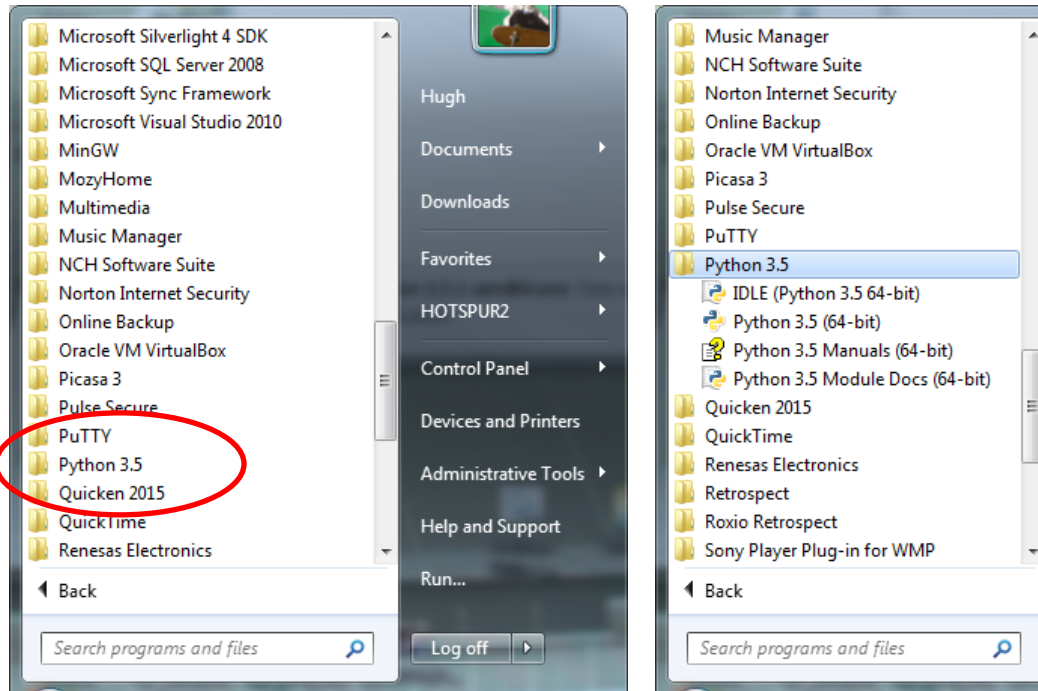 Microsoft Silverlight 4 SDK
Microsoft SQL Server 2008
Microsoft Sync Framework
Microsoft Visual Studio 2010
MinGW
MozyHome
Multimedia
Music Manager
NCH Software Suite
Norton Internet Security
Online Backup
Oracle VM VirtualBox
Picasa 3
Pulse Secure
PuTTY
Python 3.5
Quicken 2015
QuickTime
Renesas Electronics
Back
Search programs and files
Hugh
Documents
Downloads
Favorites
HOTSPUR2
Control Panel
Devices and Printers
Administrative Tools
Help and Support
Run...
Log off
Music Manager
NCH Software Suite
Norton Internet Security
Online Backup
Oracle VM VirtualBox
Picasa 3
Pulse Secure
PuTTY
Python 3.5
IDLE (Python 3.5 64-bit)
Python 3.5 (64-bit)
Python 3.5 Manuals (64-bit)
Python 3.5 Module Docs (64-bit)
Quicken 2015
QuickTime
Renesas Electronics
Retrospect
Roxio Retrospect
Sony Player Plug-in for WMP
Back
Search programs and files